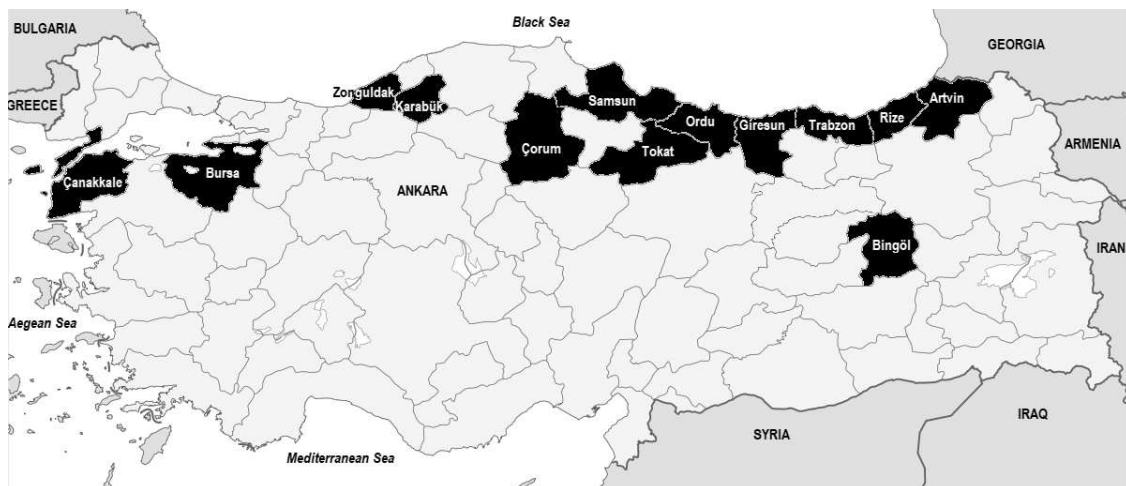 Black Sea
BULGARIA
GEORGIA
GREECE
Zonguldak
Karabük
Samsun
Artvin
Ordu
Giresun
Trabzon
Rize
Çorum
Tokat
ARMENIA
Çanakkale
Bursa
ANKARA
Bingöl
IRAN
Aegean Sea
IRAQ
SYRIA
Mediterranean Sea